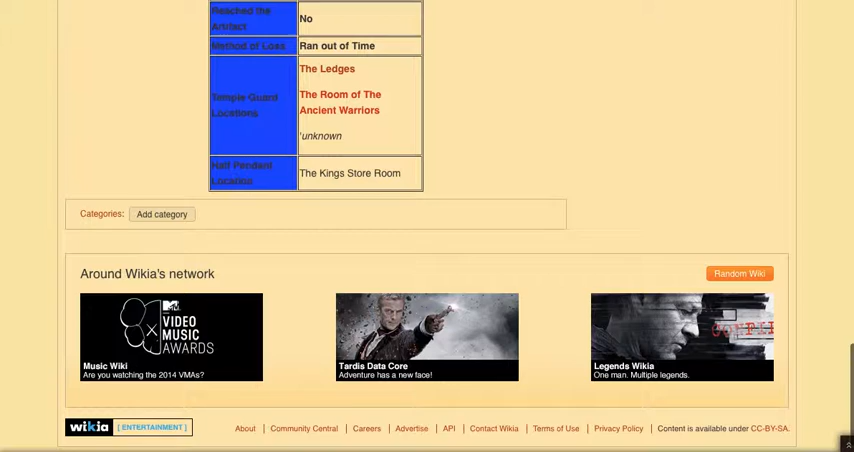 Reached the
Artifact
No
Method of Loss
Ran out of Time
Temple Guard
Locations
The Ledges
The Room of The
Ancient Warriors
'unknown
Half Pendant
Location
The Kings Store Room
Categories:
Add category
Around Wikia's network
Random Wiki
MTV
VIDEO
MUSIC
AWARDS
Music Wiki
Are you watching the 2014 VMAs?
Tardis Data Core
Adventure has a new face!
Legends Wikia
One man. Multiple legends.
wikia [ ENTERTAINMENT ]
About | Community Central | Careers | Advertise | API | Contact Wikia | Terms of Use | Privacy Policy | Content is available under CC-BY-SA.